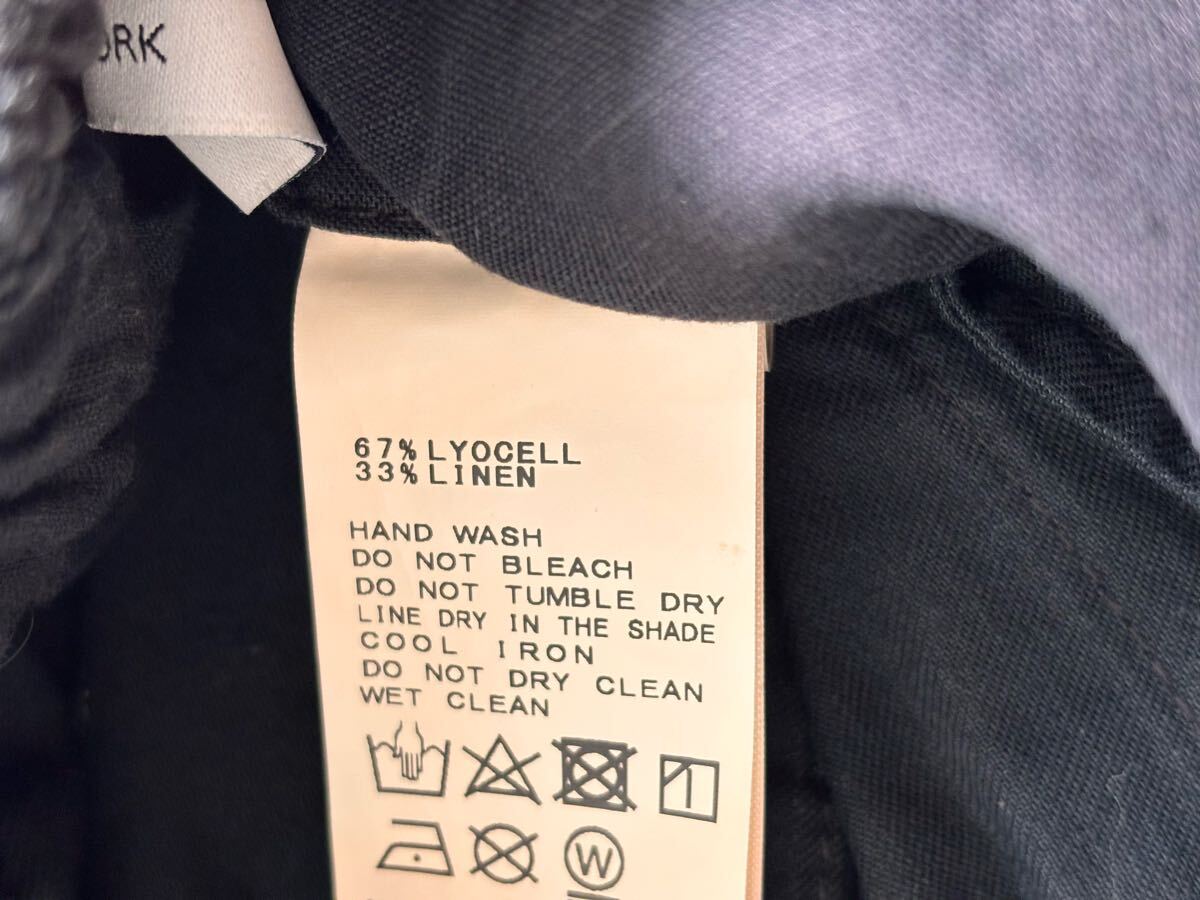 67% LYOCELL
33% LINEN
HAND WASH
DO NOT BLEACH
DO NOT TUMBLE DRY
LINE DRY IN THE SHADE
COOL IRON
DO NOT DRY CLEAN
WET CLEAN
W